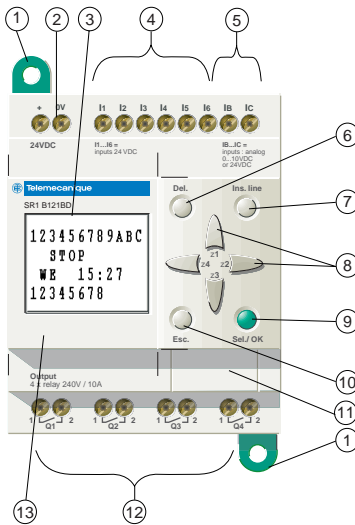 1 2 3 4 5
+ 0V I1 I2 I3 I4 I5 I6 IB IC
24VDC
I1...I6 =
inputs 24 VDC
IB...IC =
inputs : analog
0...10VDC
or 24VDC
6
Telemecanique
Del. Ins. line
SR1 B121BD
7
123456789ABC
STOP
WE 15:27
12345678
z1
z4 z2
z3
8
9
Esc. Sel./ OK
10
Output
4 x relay 240V / 10A
11
1 2 1 2 1 2 1 2
Q1 Q2 Q3 Q4
1
13 12